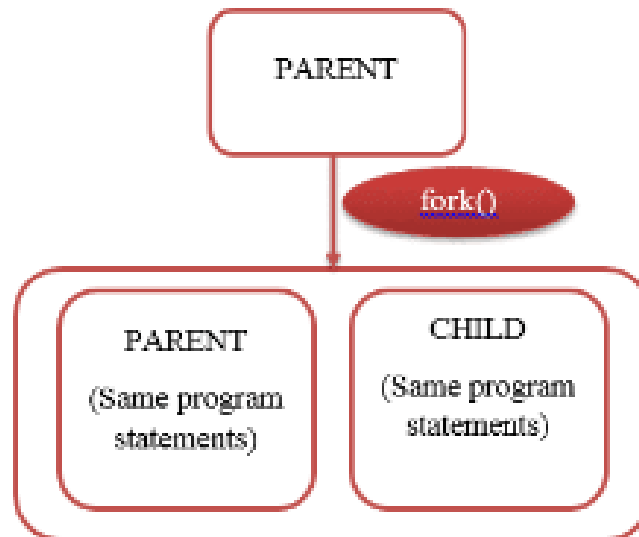 PARENT
fork()
PARENT
(Same program
statements)
CHILD
(Same program
statements)